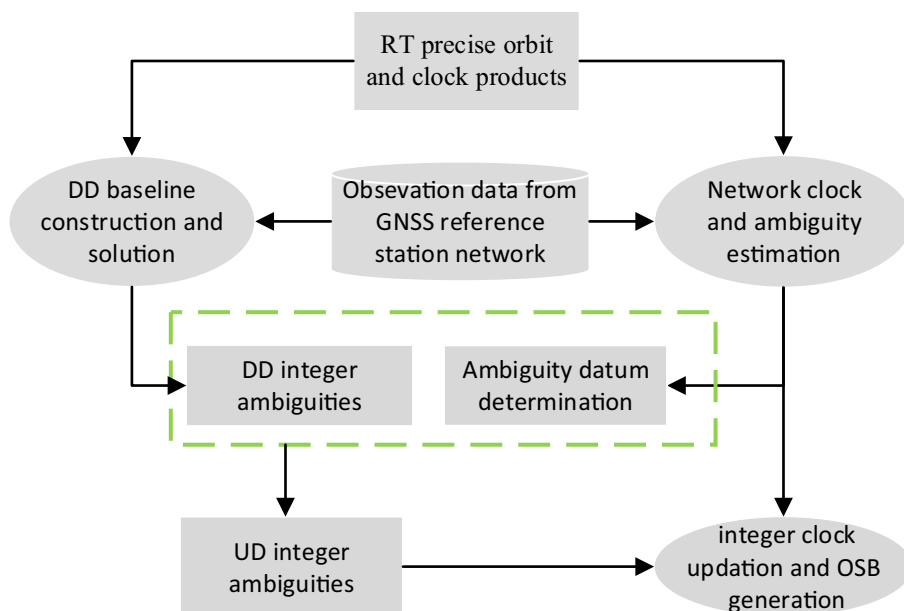 RT precise orbit
and clock products
DD baseline
construction and
solution
Obsevation data from
GNSS reference
station network
Network clock
and ambiguity
estimation
DD integer
ambiguities
Ambiguity datum
determination
UD integer
ambiguities
integer clock
updation and OSB
generation